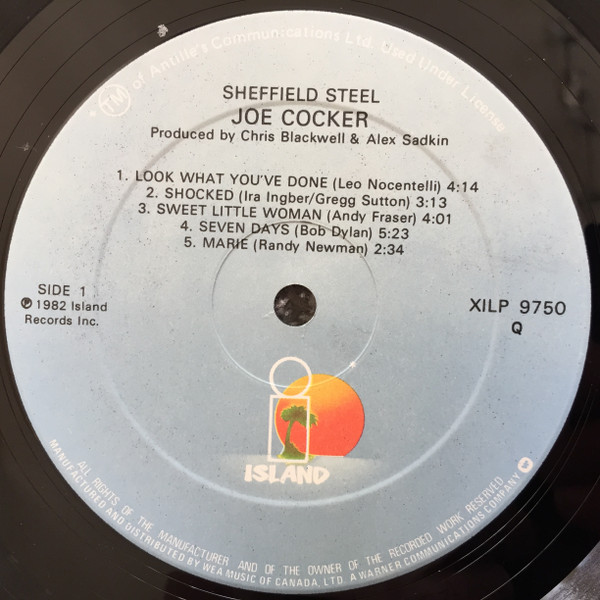 TM of Antille's Communications Ltd. Used Under License
SHEFFIELD STEEL
JOE COCKER
Produced by Chris Blackwell & Alex Sadkin
1. LOOK WHAT YOU'VE DONE (Leo Nocentelli) 4:14
2. SHOCKED (Ira Ingber/Gregg Sutton) 3:13
3. SWEET LITTLE WOMAN (Andy Fraser) 4:01
4. SEVEN DAYS (Bob Dylan) 5:23
5. MARIE (Randy Newman) 2:34
SIDE 1
℗ 1982 Island
Records Inc.
XILP 9750
Q
ISLAND
ALL RIGHTS OF THE MANUFACTURER AND OF THE OWNER OF THE RECORDED WORK RESERVED
MANUFACTURED AND DISTRIBUTED BY WEA MUSIC OF CANADA, LTD. A WARNER COMMUNICATIONS COMPANY